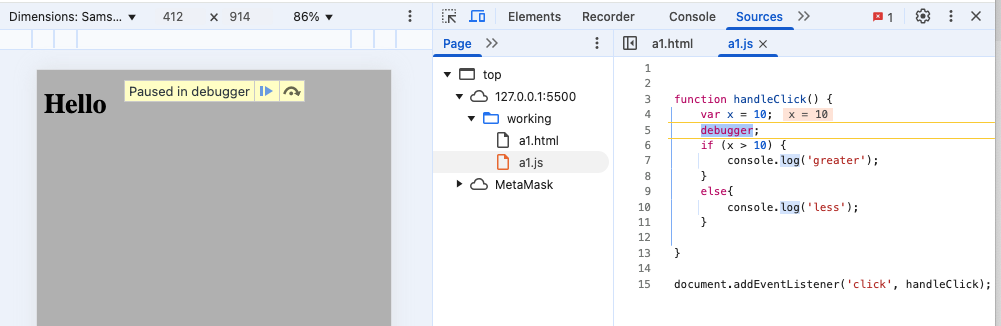 Dimensions: Sams... ▼ 412 × 914 86% ▼
Elements Recorder Console Sources 1
Page
a1.html a1.js ×
Hello
Paused in debugger
▼ top
▼ 127.0.0.1:5500
▼ working
a1.html
a1.js
▶ MetaMask
1
2
3 function handleClick() {
4 var x = 10; x = 10
5 debugger;
6 if (x > 10) {
7 console.log('greater');
8 }
9 else{
10 console.log('less');
11 }
12
13 }
14
15 document.addEventListener('click', handleClick);